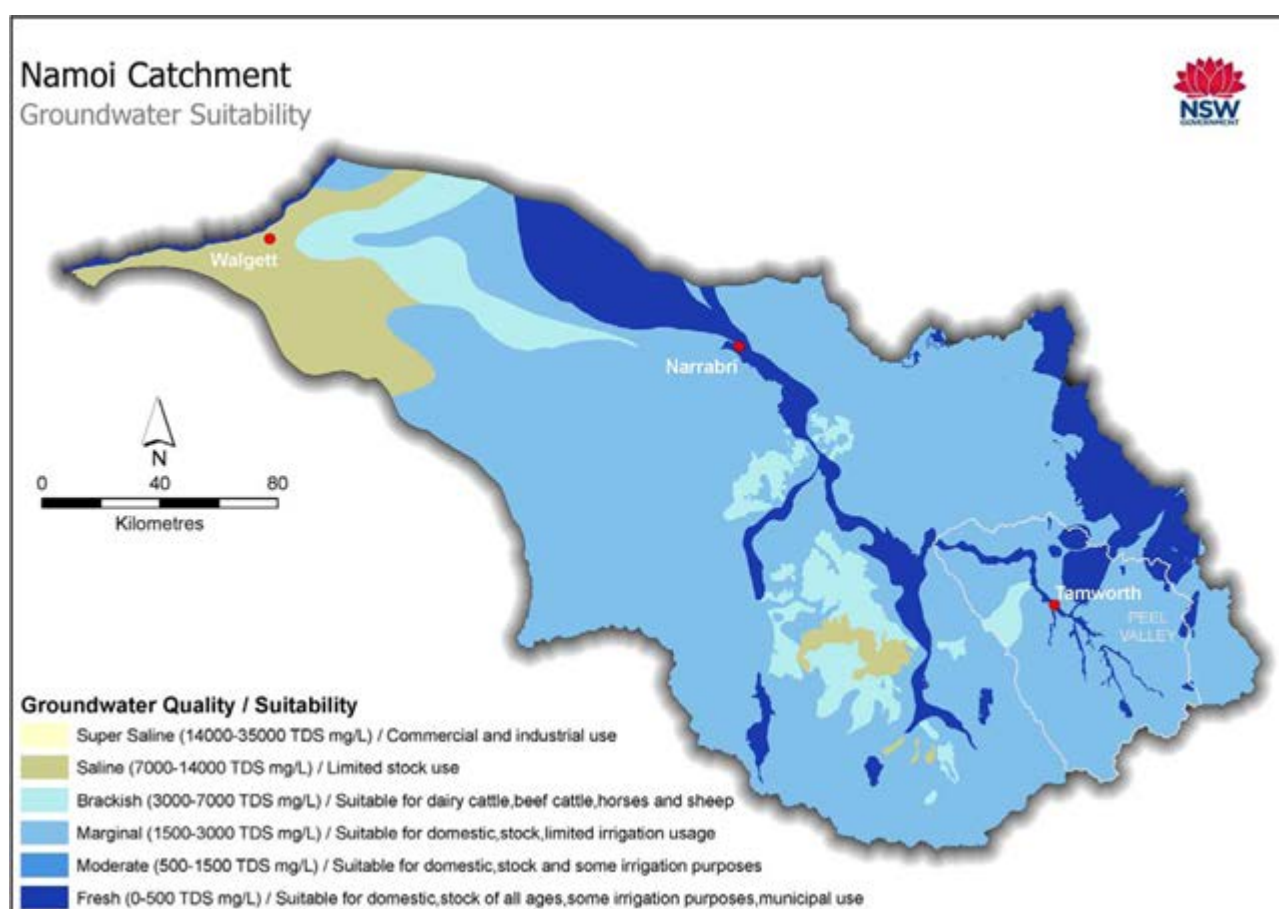 Namoi Catchment
Groundwater Suitability
NSW
GOVERNMENT
Walgett
Narrabri
N
0 40 80
Kilometres
Tamworth
PEEL
VALLEY
Groundwater Quality / Suitability
Super Saline (14000-35000 TDS mg/L) / Commercial and industrial use
Saline (7000-14000 TDS mg/L) / Limited stock use
Brackish (3000-7000 TDS mg/L) / Suitable for dairy cattle,beef cattle,horses and sheep
Marginal (1500-3000 TDS mg/L) / Suitable for domestic,stock,limited irrigation usage
Moderate (500-1500 TDS mg/L) / Suitable for domestic,stock and some irrigation purposes
Fresh (0-500 TDS mg/L) / Suitable for domestic,stock of all ages,some irrigation purposes,municipal use